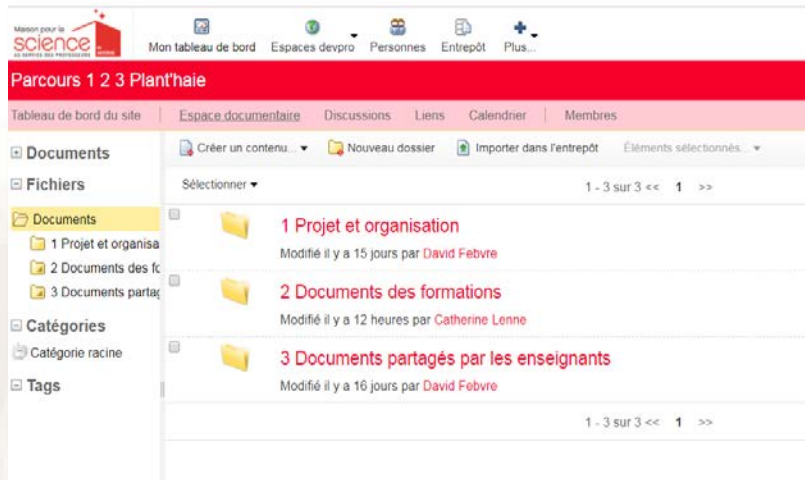 Maison pour la
science
AU SERVICE DES PROFESSEURS
Mon tableau de bord Espaces devpro Personnes Entrepôt Plus...
Parcours 1 2 3 Plant'haie
Tableau de bord du site Espace documentaire Discussions Liens Calendrier Membres
Documents
Créer un contenu... Nouveau dossier Importer dans l'entrepôt Éléments sélectionnés...
Fichiers
Sélectionner 1 - 3 sur 3 << 1 >>
Documents
1 Projet et organisa
2 Documents des fo
3 Documents partag
Catégories
Catégorie racine
Tags
1 Projet et organisation
Modifié il y a 15 jours par David Febvre
2 Documents des formations
Modifié il y a 12 heures par Catherine Lenne
3 Documents partagés par les enseignants
Modifié il y a 16 jours par David Febvre
1 - 3 sur 3 << 1 >>